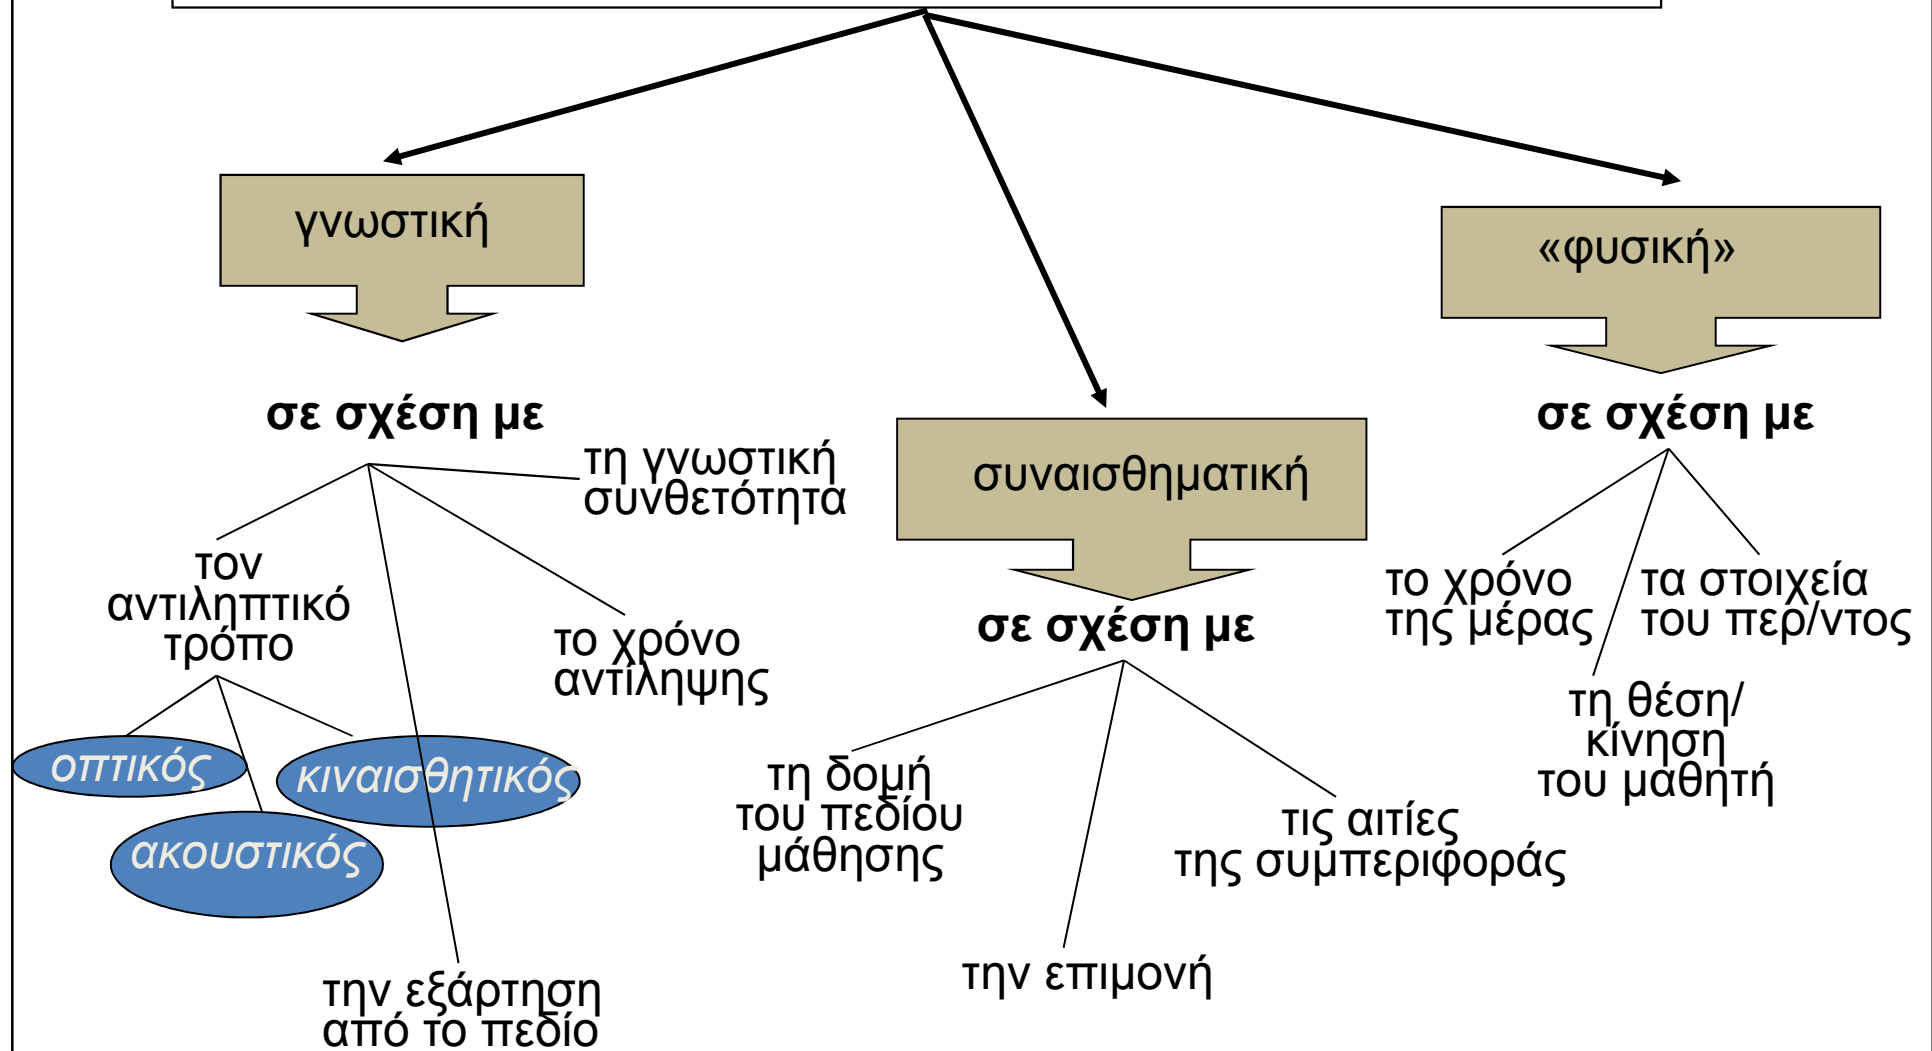 γνωστική
«φυσική»
συναισθηματική
σε σχέση με
σε σχέση με
σε σχέση με
τη γνωστική
συνθετότητα
τον
αντιληπτικό
τρόπο
το χρόνο
αντίληψης
οπτικός
κιναισθητικός
ακουστικός
την εξάρτηση
από το πεδίο
τη δομή
του πεδίου
μάθησης
την επιμονή
τις αιτίες
της συμπεριφοράς
το χρόνο
της μέρας
τα στοιχεία
του περ/ντος
τη θέση/
κίνηση
του μαθητή